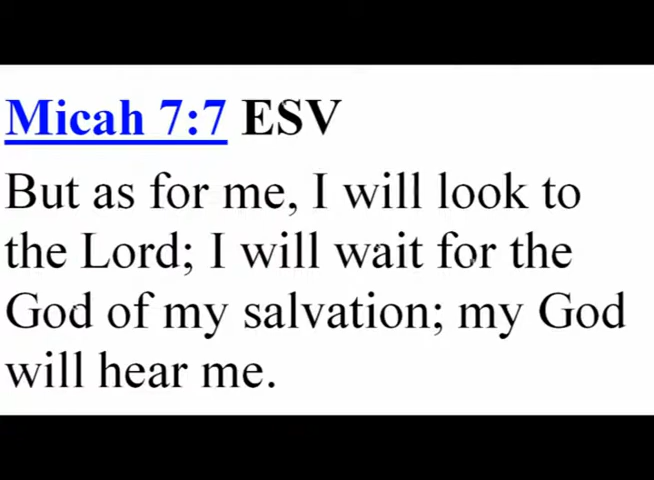 Micah 7:7 ESV
But as for me, I will look to
the Lord; I will wait for the
God of my salvation; my God
will hear me.